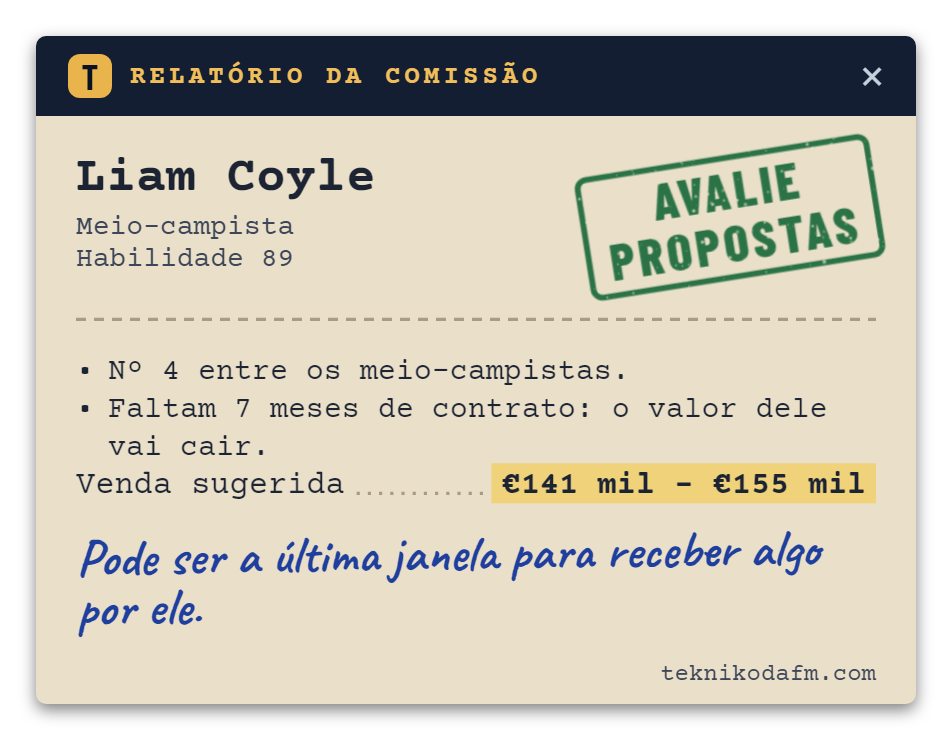 T RELATÓRIO DA COMISSÃO ×
Liam Coyle
Meio-campista
Habilidade 89
AVALIE
PROPOSTAS
• Nº 4 entre os meio-campistas.
• Faltam 7 meses de contrato: o valor dele
vai cair.
Venda sugerida ............ €141 mil – €155 mil
Pode ser a última janela para receber algo
por ele.
teknikodafm.com